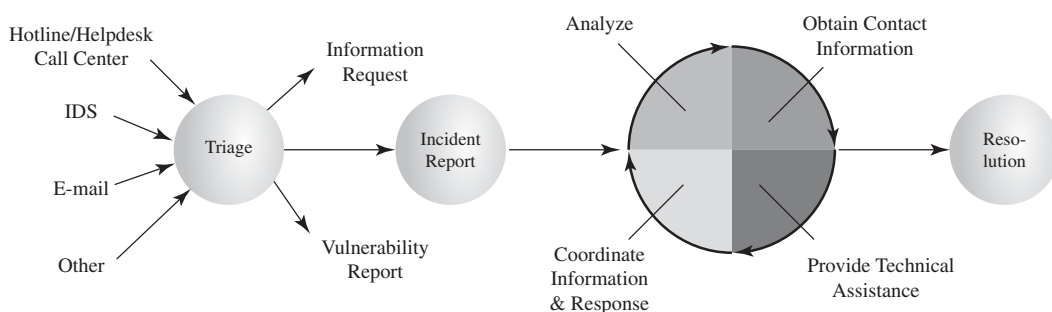 Hotline/Helpdesk
Call Center
IDS
E-mail
Other
Triage
Information
Request
Vulnerability
Report
Incident
Report
Analyze
Obtain Contact
Information
Coordinate
Information
& Response
Provide Technical
Assistance
Reso-
lution